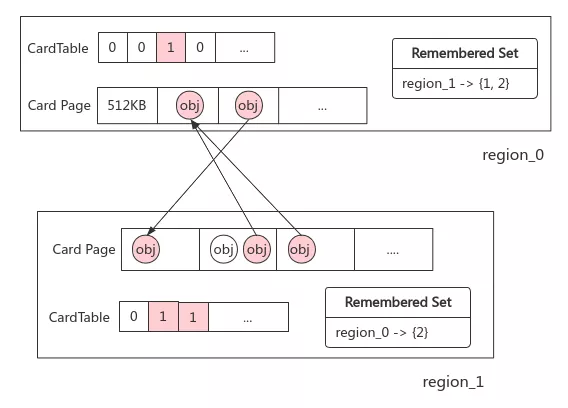 CardTable 0 0 1 0 ...
Remembered Set
region_1 -> {1, 2}
Card Page 512KB obj obj ...
region_0
Card Page obj obj obj obj ....
CardTable 0 1 1 ...
Remembered Set
region_0 -> {2}
region_1